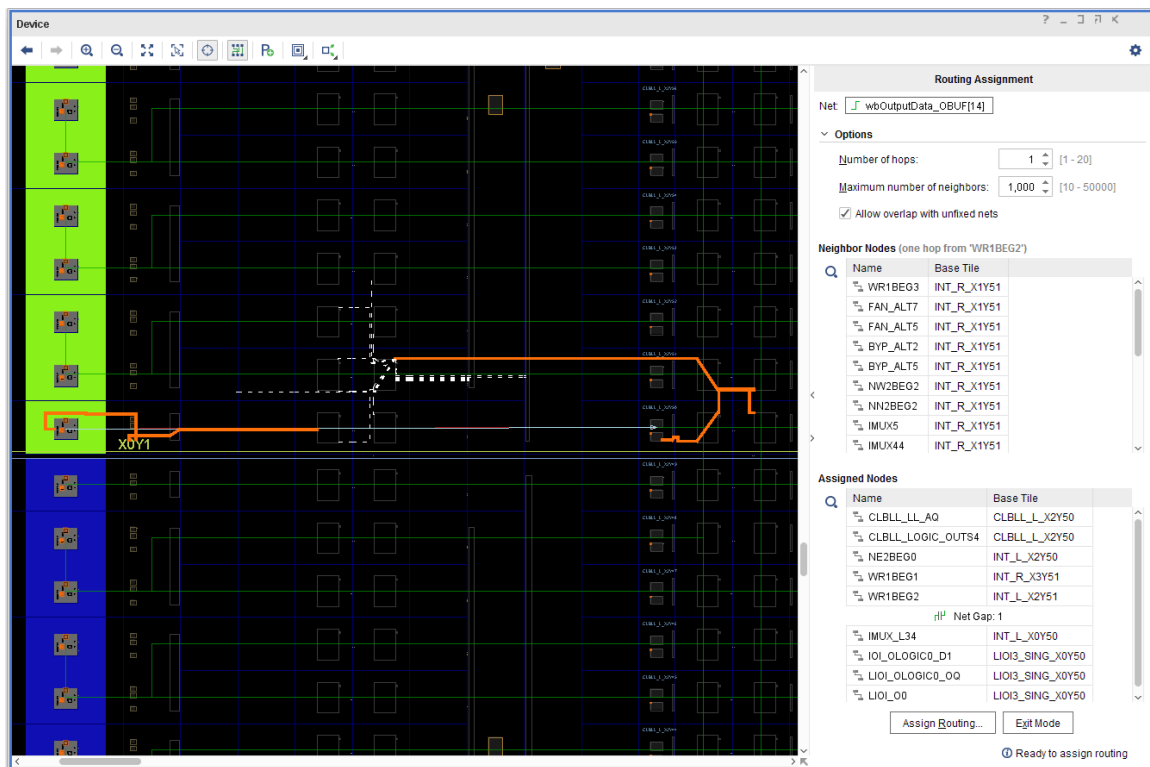 Device
Routing Assignment
Net: wbOutputData_OBUF[14]
Options
Number of hops: 1 [1 - 20]
Maximum number of neighbors: 1,000 [10 - 50000]
Allow overlap with unfixed nets
Neighbor Nodes (one hop from 'WR1BEG2')
Name Base Tile
WR1BEG3 INT_R_X1Y51
FAN_ALT7 INT_R_X1Y51
FAN_ALT5 INT_R_X1Y51
BYP_ALT2 INT_R_X1Y51
BYP_ALT5 INT_R_X1Y51
NW2BEG2 INT_R_X1Y51
NN2BEG2 INT_R_X1Y51
IMUX5 INT_R_X1Y51
IMUX44 INT_R_X1Y51
Assigned Nodes
Name Base Tile
CLBLL_LL_AQ CLBLL_L_X2Y50
CLBLL_LOGIC_OUTS4 CLBLL_L_X2Y50
NE2BEG0 INT_L_X2Y50
WR1BEG1 INT_R_X3Y51
WR1BEG2 INT_L_X2Y51
Net Gap: 1
IMUX_L34 INT_L_X0Y50
IOI_OLOGIC0_D1 LIOI3_SING_X0Y50
LIOI_OLOGIC0_OQ LIOI3_SING_X0Y50
LIOI_O0 LIOI3_SING_X0Y50
Assign Routing... Exit Mode
Ready to assign routing
X0Y1